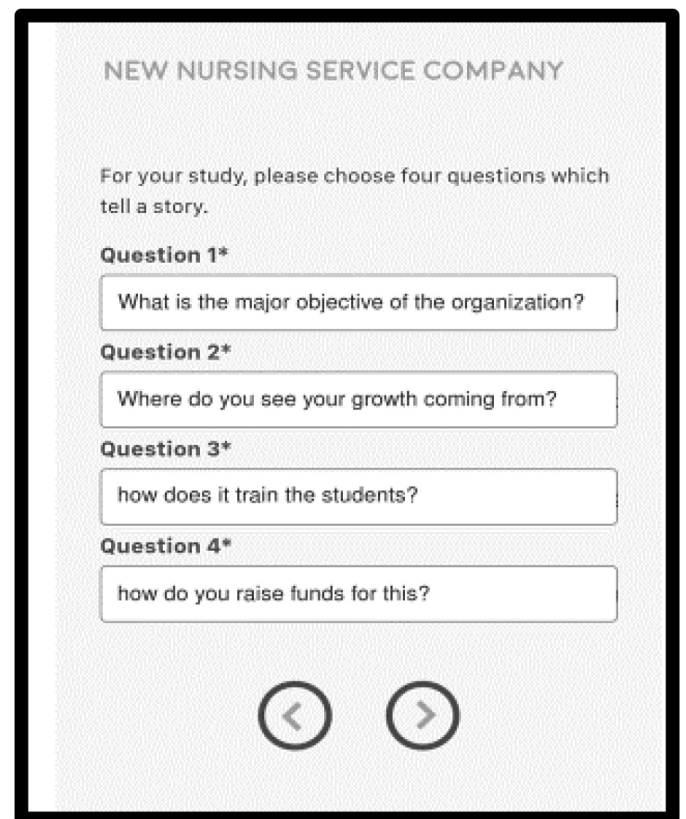 NEW NURSING SERVICE COMPANY
For your study, please choose four questions which
tell a story.
Question 1*
What is the major objective of the organization?
Question 2*
Where do you see your growth coming from?
Question 3*
how does it train the students?
Question 4*
how do you raise funds for this?